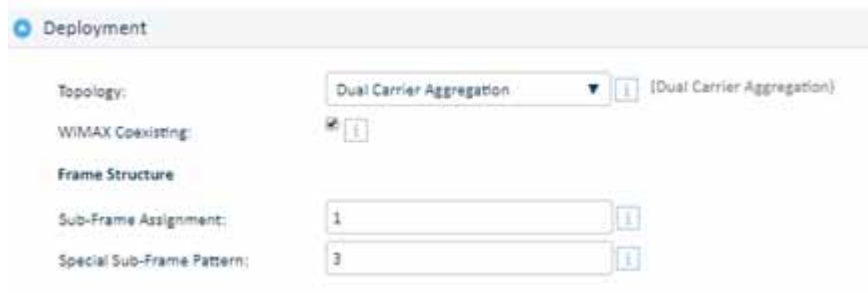 Deployment
Topology: Dual Carrier Aggregation (Dual Carrier Aggregation)
WiMAX Coexisting:
Frame Structure
Sub-Frame Assignment: 1
Special Sub-Frame Pattern: 3